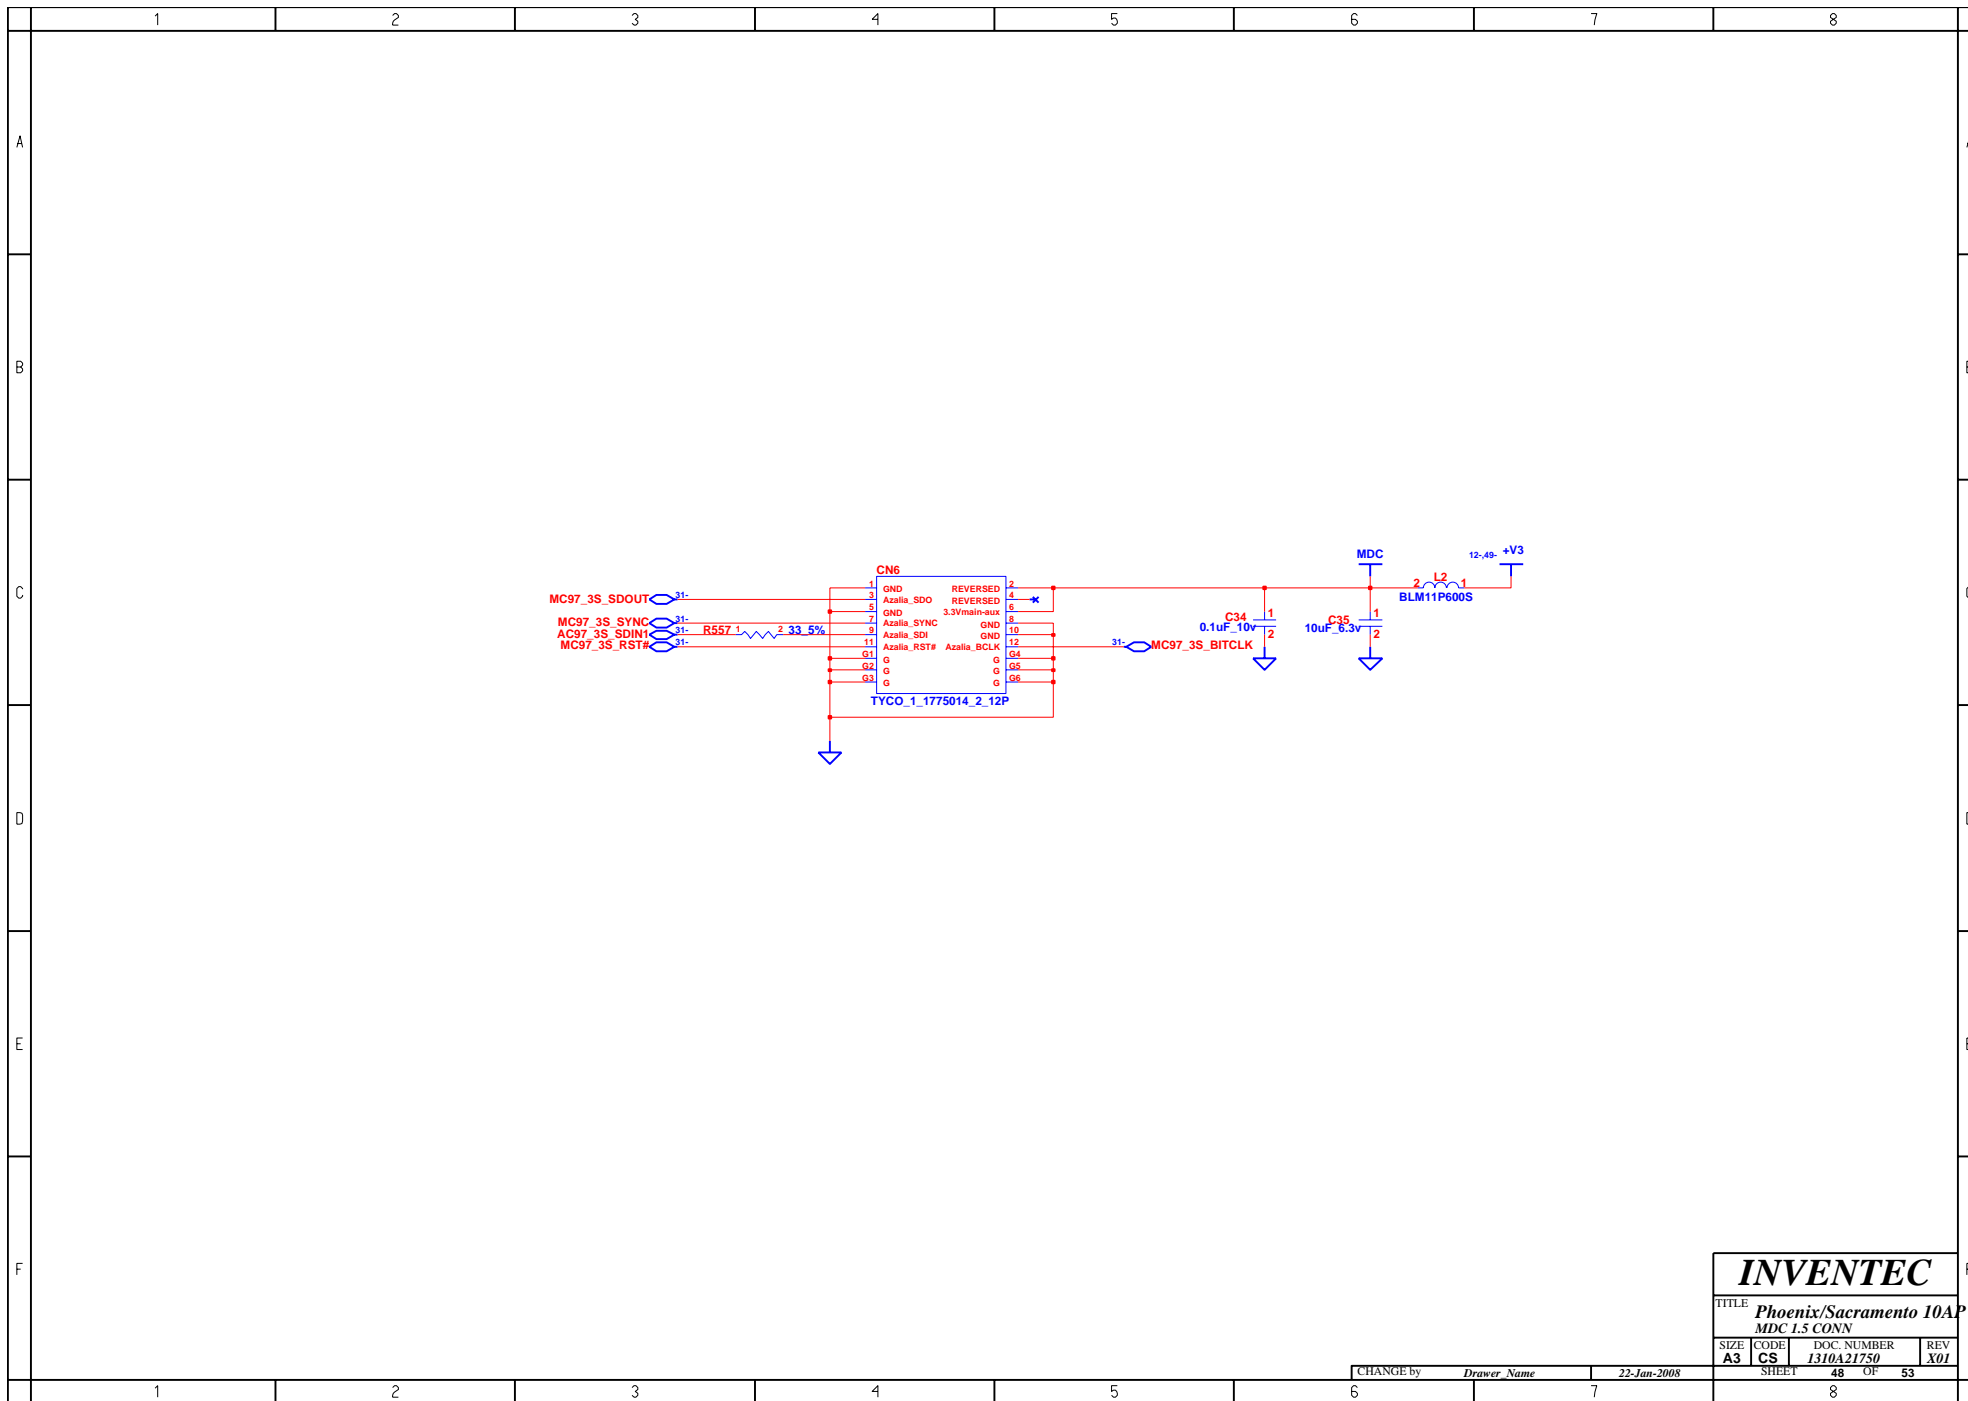 1 2 3 4 5 6 7 8
A
B
C
D
E
F
MDC
12-,49- +V3
CN6
2 L2 1
BLM11P600S
1 GND REVERSED 2
MC97_3S_SDOUT 31- 3 Azalia_SDO REVERSED 4
5 GND 3.3Vmain-aux 6
MC97_3S_SYNC 31- 7 Azalia_SYNC GND 8
AC97_3S_SDIN1 31- R557 1 2 33_5% 9 Azalia_SDI GND 10
MC97_3S_RST# 31- 11 Azalia_RST# Azalia_BCLK 12 31- MC97_3S_BITCLK
G1 G G G4
G2 G G G5
G3 G G G6
TYCO_1_1775014_2_12P
C34 1
0.1uF_10v
2
C35 1
10uF_6.3v
2
INVENTEC
TITLE Phoenix/Sacramento 10AP
MDC 1.5 CONN
SIZE CODE DOC. NUMBER REV
A3 CS 1310A21750 X01
CHANGE by Drawer_Name 22-Jan-2008 SHEET 48 OF 53
1 2 3 4 5 6 7 8